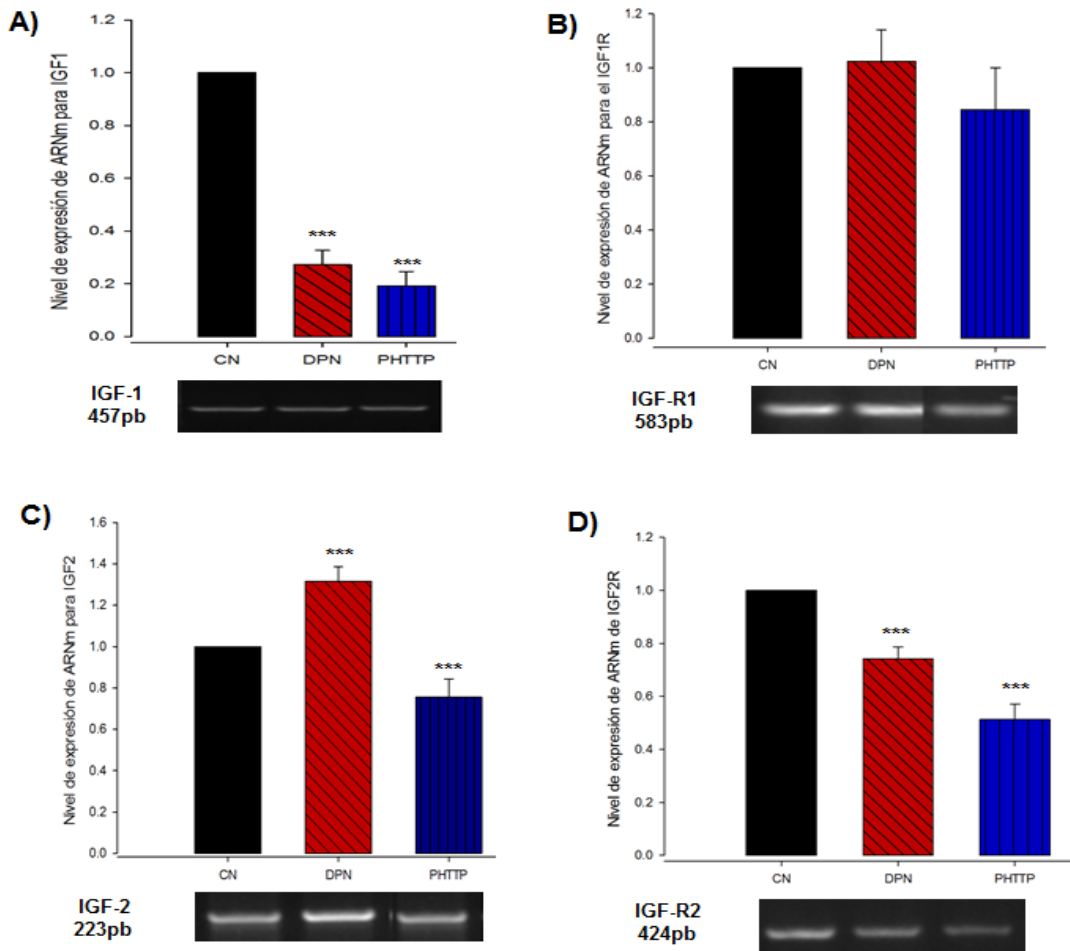 A)
Nivel de expresión de ARNm para IGF1
1.2
1.0
0.8
0.6
0.4
0.2
0.0
***
***
CN DPN PHTTP
IGF-1
457pb
B)
Nivel de expresión de ARNm para el IGF1R
1.2
1.0
0.8
0.6
0.4
0.2
0.0
CN DPN PHTTP
IGF-R1
583pb
C)
Nivel de expresión de ARNm para IGF2
1.6
1.4
1.2
1.0
0.8
0.6
0.4
0.2
0.0
***
***
CN DPN PHTTP
IGF-2
223pb
D)
Nivel de expresión de ARNm de IGF2R
1.2
1.0
0.8
0.6
0.4
0.2
0.0
***
***
CN DPN PHTTP
IGF-R2
424pb